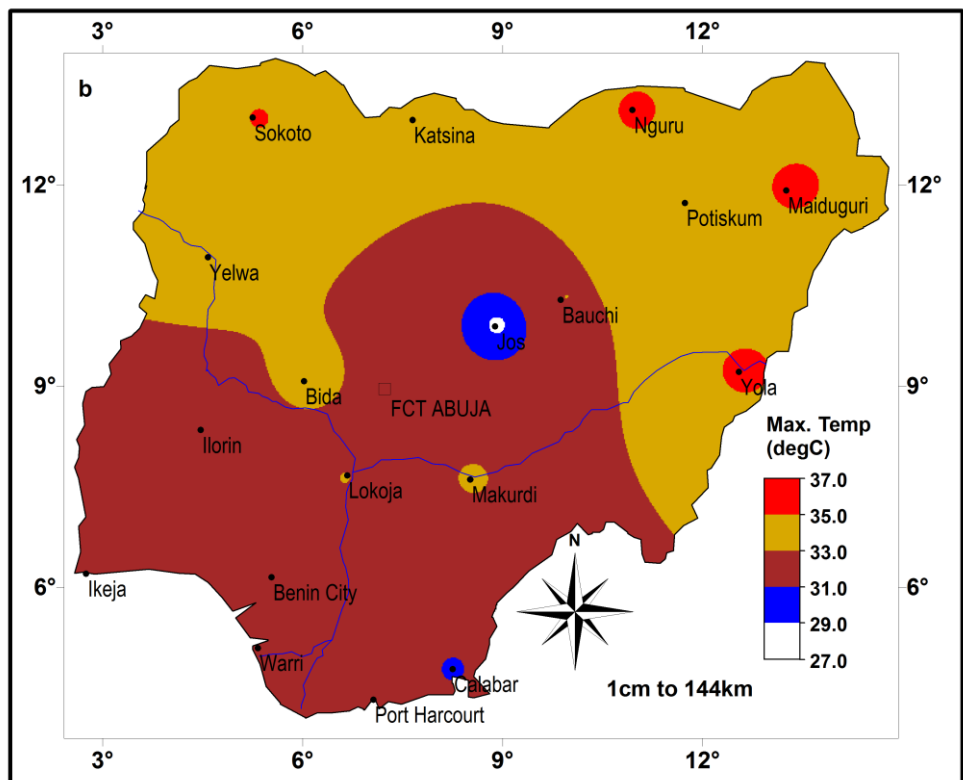 3° 6° 9° 12°
b
Sokoto
Katsina
Nguru
12° 12°
Maiduguri
Potiskum
Yelwa
Bauchi
Jos
9° 9°
Bida
Yola
FCT ABUJA
Ilorin
Max. Temp
(degC)
Lokoja
Makurdi
37.0
35.0
33.0
31.0
29.0
27.0
N
Ikeja
6° 6°
Benin City
Warri
Calabar
1cm to 144km
Port Harcourt
3° 6° 9° 12°